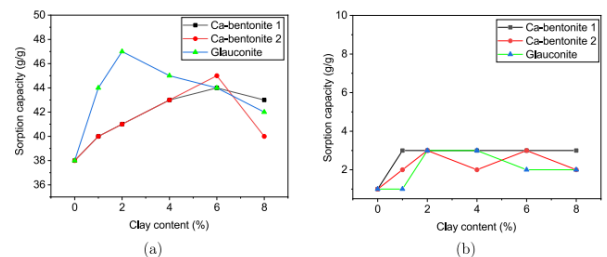 50
48
46
44
42
40
38
36
Sorption capacity (g/g)
0 2 4 6 8
Clay content (%)
Ca-bentonite 1
Ca-bentonite 2
Glauconite
(a)
10
8
6
4
2
Sorption capacity (g/g)
0 2 4 6 8
Clay content (%)
Ca-bentonite 1
Ca-bentonite 2
Glauconite
(b)